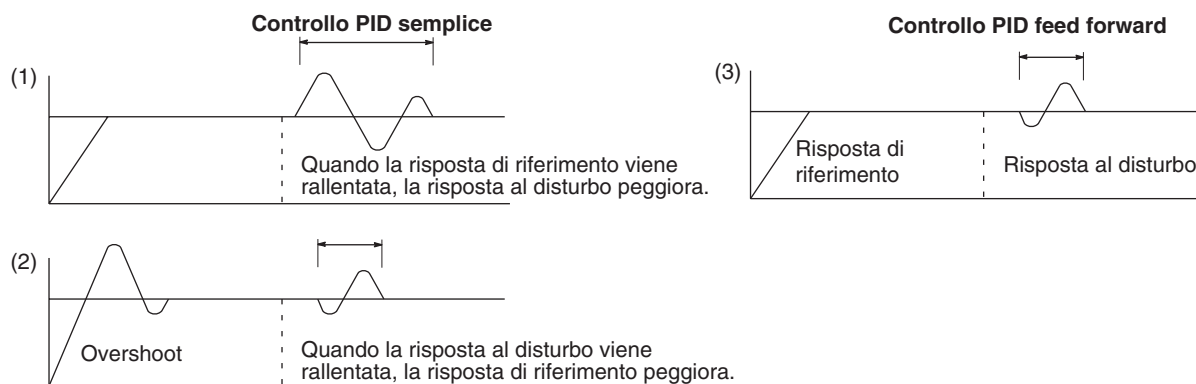 Controllo PID semplice
(1)
Quando la risposta di riferimento viene
rallentata, la risposta al disturbo peggiora.
(2)
Overshoot
Quando la risposta al disturbo viene
rallentata, la risposta di riferimento peggiora.
Controllo PID feed forward
(3)
Risposta di
riferimento
Risposta al disturbo